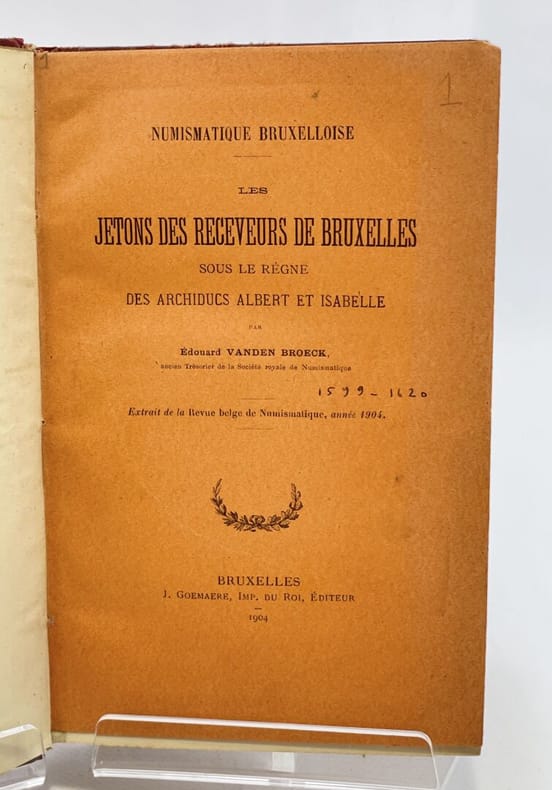 1
NUMISMATIQUE BRUXELLOISE
LES
JETONS DES RECEVEURS DE BRUXELLES
SOUS LE RÈGNE
DES ARCHIDUCS ALBERT ET ISABELLE
PAR
Édouard VANDEN BROECK,
ancien Trésorier de la Société royale de Numismatique
1599-1620
Extrait de la Revue belge de Numismatique, année 1904.
BRUXELLES
J. GOEMAERE, IMP. DU ROI, ÉDITEUR
1904